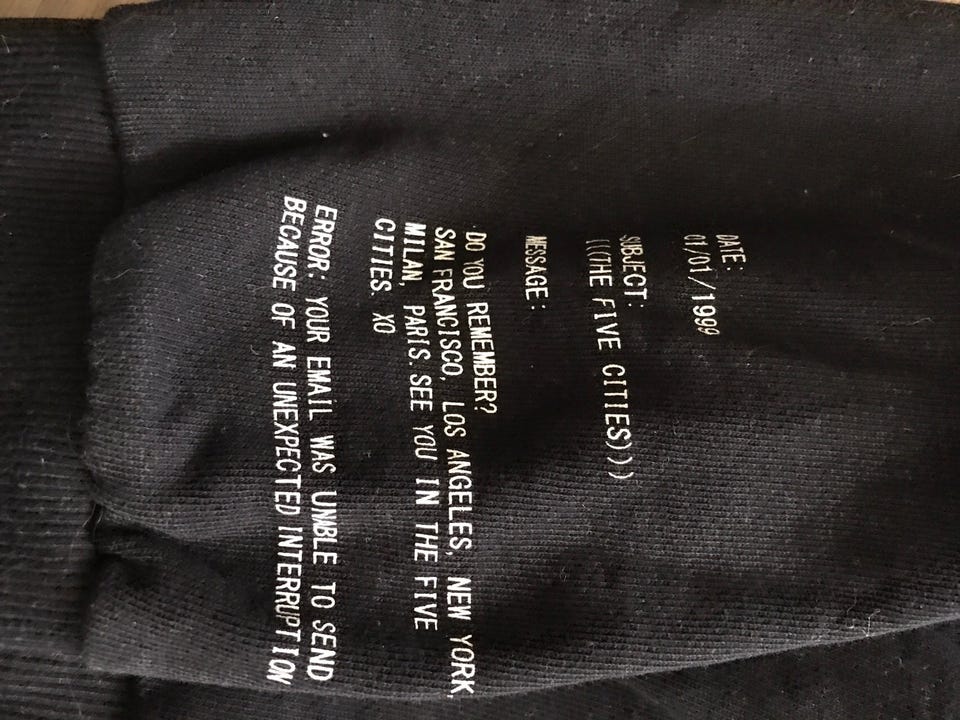 DATE:
01/01/1999
SUBJECT:
(((THE FIVE CITIES)))
MESSAGE:
DO YOU REMEMBER?
SAN FRANCISCO, LOS ANGELES, NEW YORK,
MILAN, PARIS. SEE YOU IN THE FIVE
CITIES. XO
ERROR: YOUR EMAIL WAS UNABLE TO SEND
BECAUSE OF AN UNEXPECTED INTERRUPTION